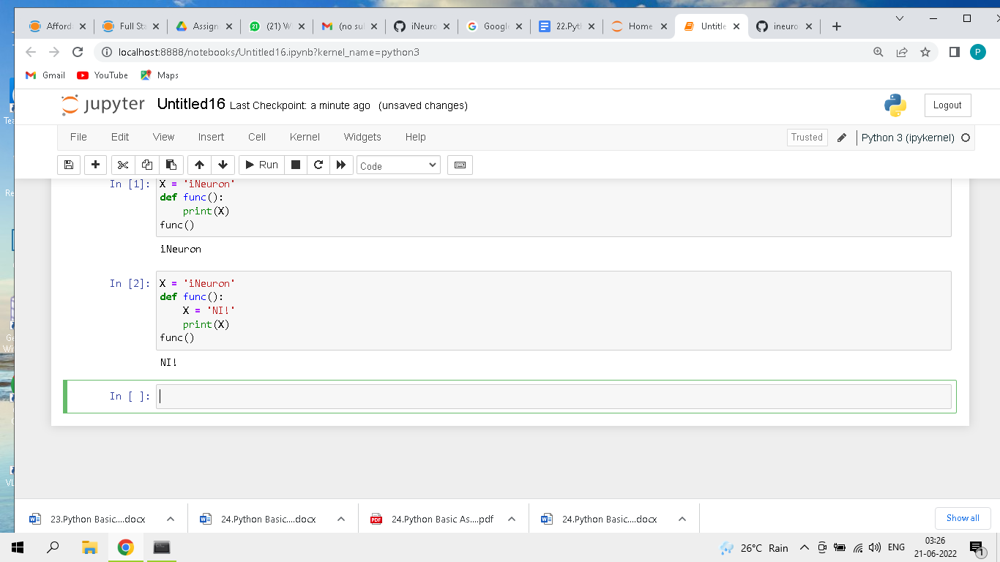 Afford
Full Sta
Assign
(21) W
(no sul
iNeuro
Google
22.Pyt
Home
Untitle
ineuro
localhost:8888/notebooks/Untitled16.ipynb?kernel_name=python3
P
Gmail
YouTube
Maps
jupyter
Untitled16 Last Checkpoint: a minute ago (unsaved changes)
Logout
File Edit View Insert Cell Kernel Widgets Help
Trusted
Python 3 (ipykernel)
Run
Code
In [1]: X = 'iNeuron'
def func():
    print(X)
func()
iNeuron
In [2]: X = 'iNeuron'
def func():
    X = 'NI!'
    print(X)
func()
NI!
In [ ]:
23.Python Basic....docx
24.Python Basic....docx
24.Python Basic As....pdf
24.Python Basic....docx
Show all
26°C Rain
ENG
03:26
21-06-2022
1